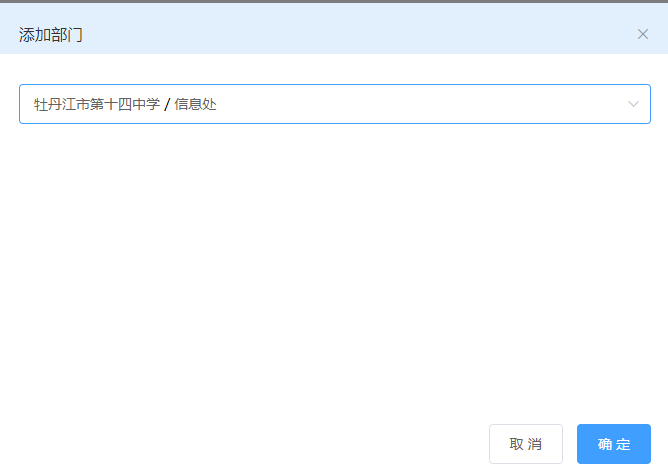 添加部门
牡丹江市第十四中学 / 信息处
取 消
确 定